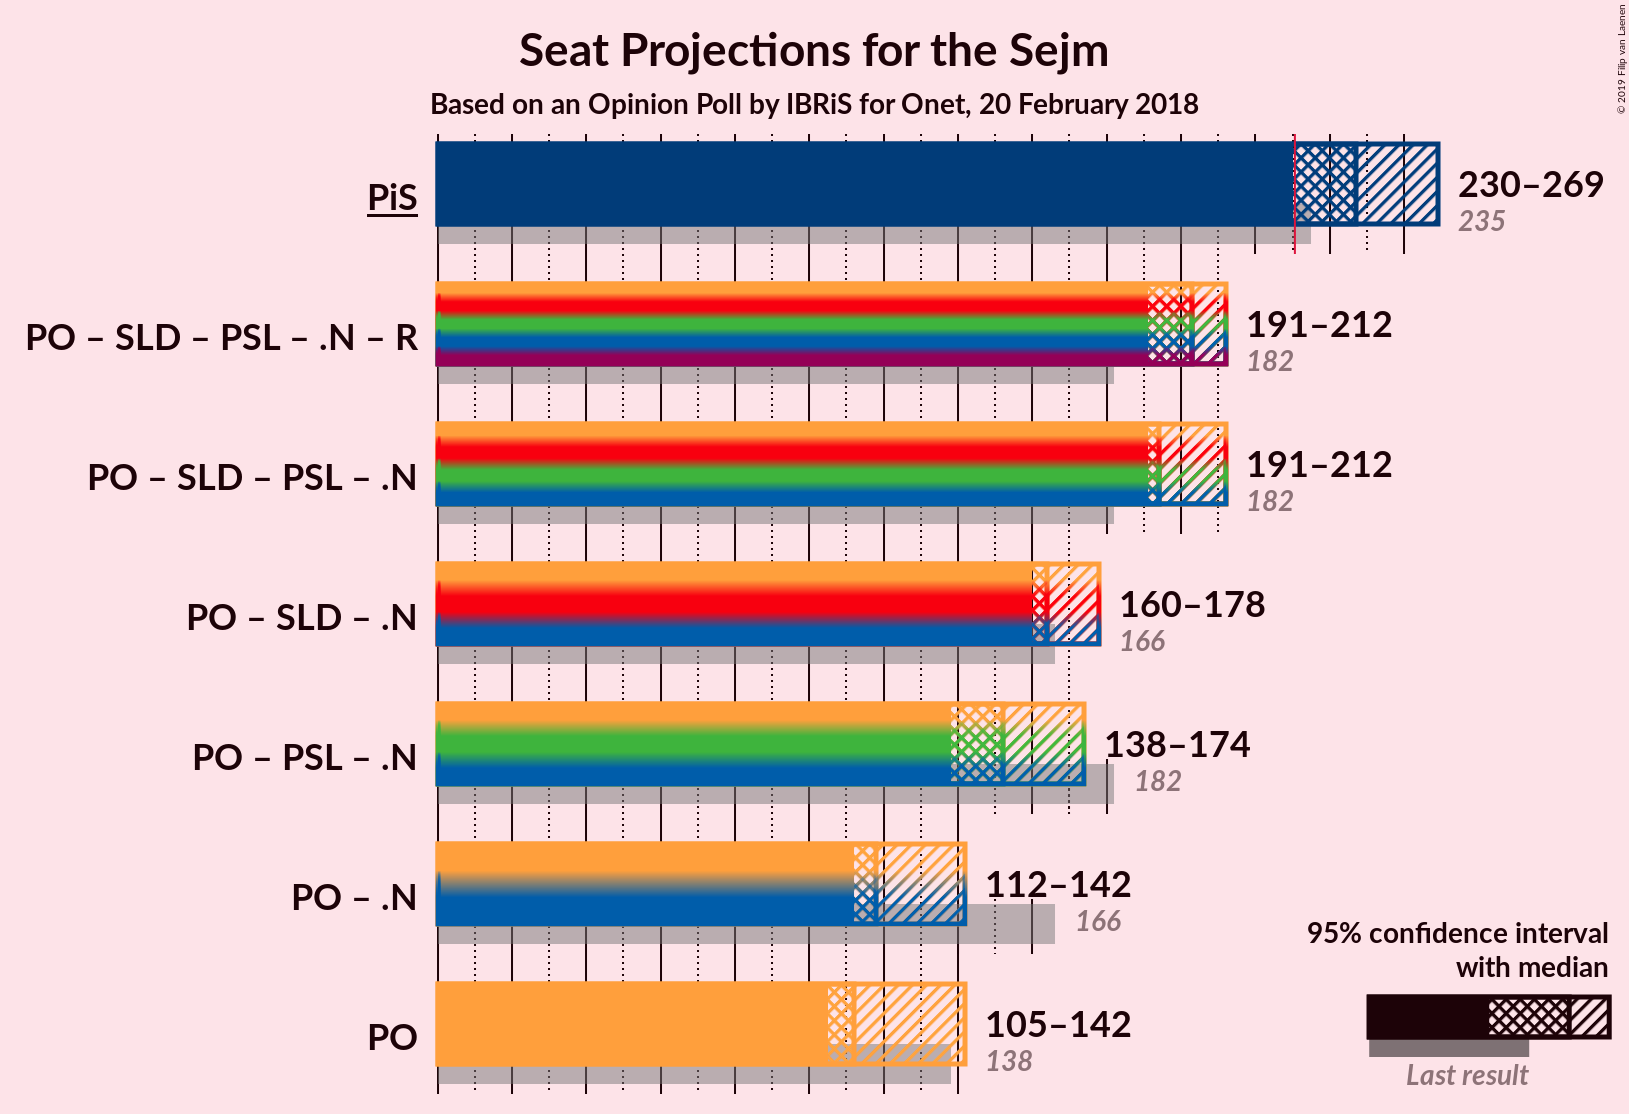 Seat Projections for the Sejm
Based on an Opinion Poll by IBRiS for Onet, 20 February 2018
© 2019 Filip van Laenen
PiS
230–269
235
PO – SLD – PSL – .N – R
191–212
182
PO – SLD – PSL – .N
191–212
182
PO – SLD – .N
160–178
166
PO – PSL – .N
138–174
182
PO – .N
112–142
166
PO
105–142
138
95% confidence interval
with median
Last result